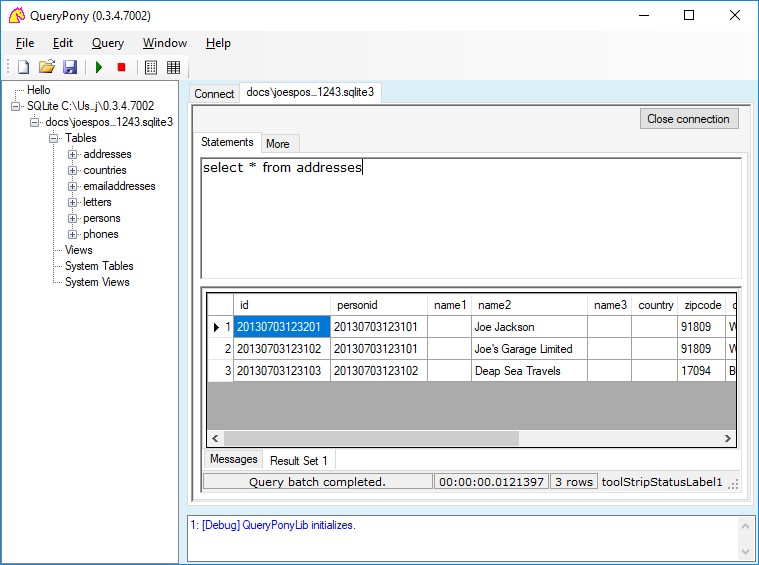 QueryPony (0.3.4.7002)
File Edit Query Window Help
Hello
SQLite C:\Us_j\0.3.4.7002
docs\joespos...1243.sqlite3
Tables
addresses
countries
emailaddresses
letters
persons
phones
Views
System Tables
System Views
Connect docs\joespos...1243.sqlite3
Close connection
Statements More
select * from addresses
id personid name1 name2 name3 country zipcode
1 20130703123201 20130703123101 Joe Jackson 91809 W
2 20130703123102 20130703123101 Joe's Garage Limited 91809 W
3 20130703123103 20130703123102 Deap Sea Travels 17094 B
Messages Result Set 1
Query batch completed. 00:00:00.0121397 3 rows toolStripStatusLabel1
1: [Debug] QueryPonyLib initializes.